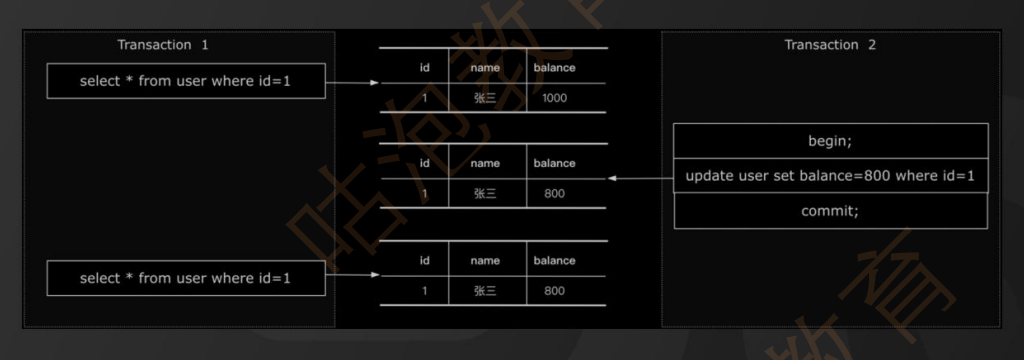 Transaction 1
select * from user where id=1
id name balance
1 张三 1000
Transaction 2
begin;
update user set balance=800 where id=1
commit;
id name balance
1 张三 800
select * from user where id=1
id name balance
1 张三 800
咕泡教育
教育